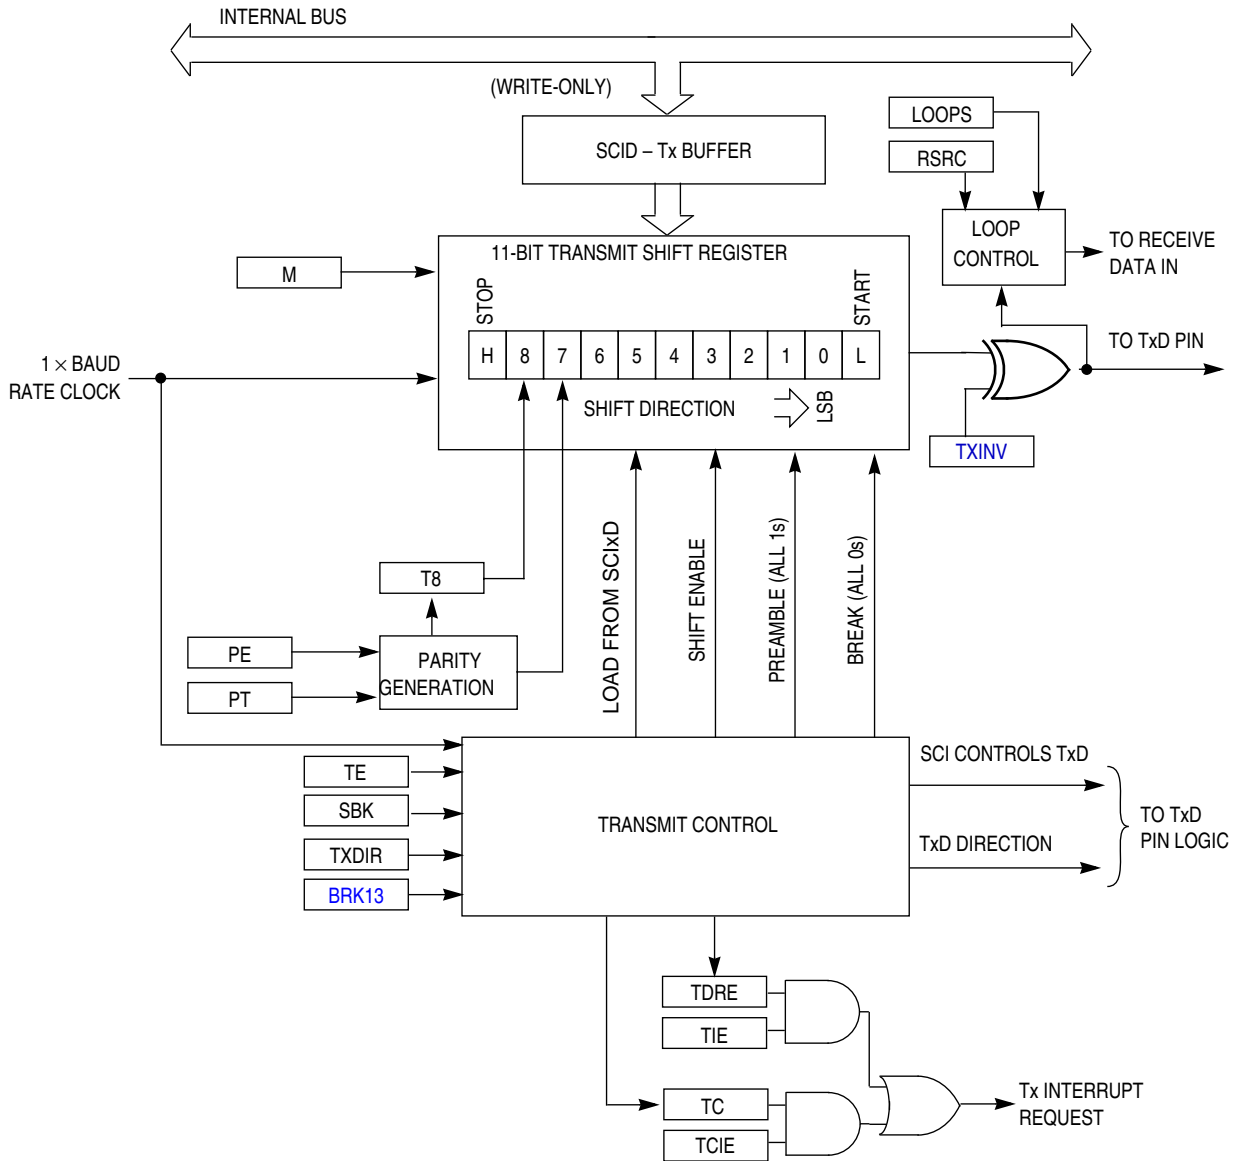 INTERNAL BUS
(WRITE-ONLY)
SCID – Tx BUFFER
LOOPS
RSRC
LOOP
CONTROL
TO RECEIVE
DATA IN
11-BIT TRANSMIT SHIFT REGISTER
M
STOP
START
H 8 7 6 5 4 3 2 1 0 L
SHIFT DIRECTION
LSB
1 × BAUD
RATE CLOCK
TO TxD PIN
TXINV
T8
PE
PT
PARITY
GENERATION
LOAD FROM SCIxD
SHIFT ENABLE
PREAMBLE (ALL 1s)
BREAK (ALL 0s)
TE
SBK
TXDIR
BRK13
TRANSMIT CONTROL
SCI CONTROLS TxD
TxD DIRECTION
TO TxD
PIN LOGIC
TDRE
TIE
TC
TCIE
Tx INTERRUPT
REQUEST